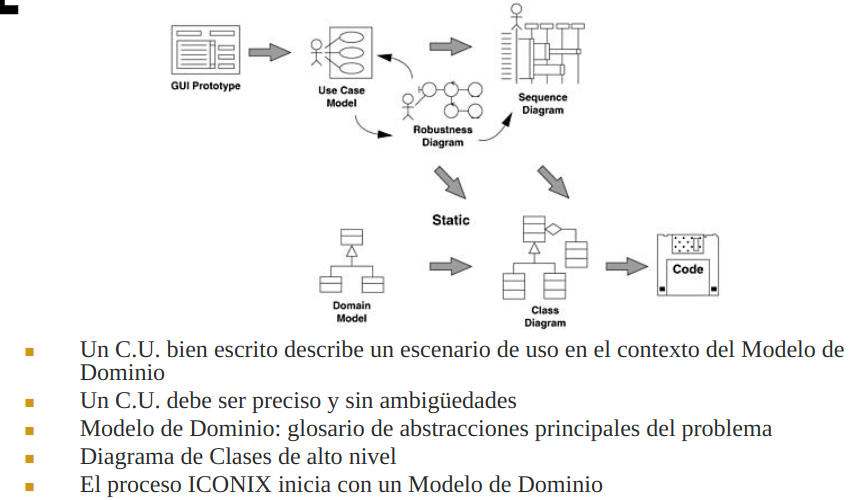 GUI Prototype
Use Case
Model
Robustness
Diagram
Sequence
Diagram
Static
Domain
Model
Class
Diagram
Code
Un C.U. bien escrito describe un escenario de uso en el contexto del Modelo de
Dominio
Un C.U. debe ser preciso y sin ambigüedades
Modelo de Dominio: glosario de abstracciones principales del problema
Diagrama de Clases de alto nivel
El proceso ICONIX inicia con un Modelo de Dominio